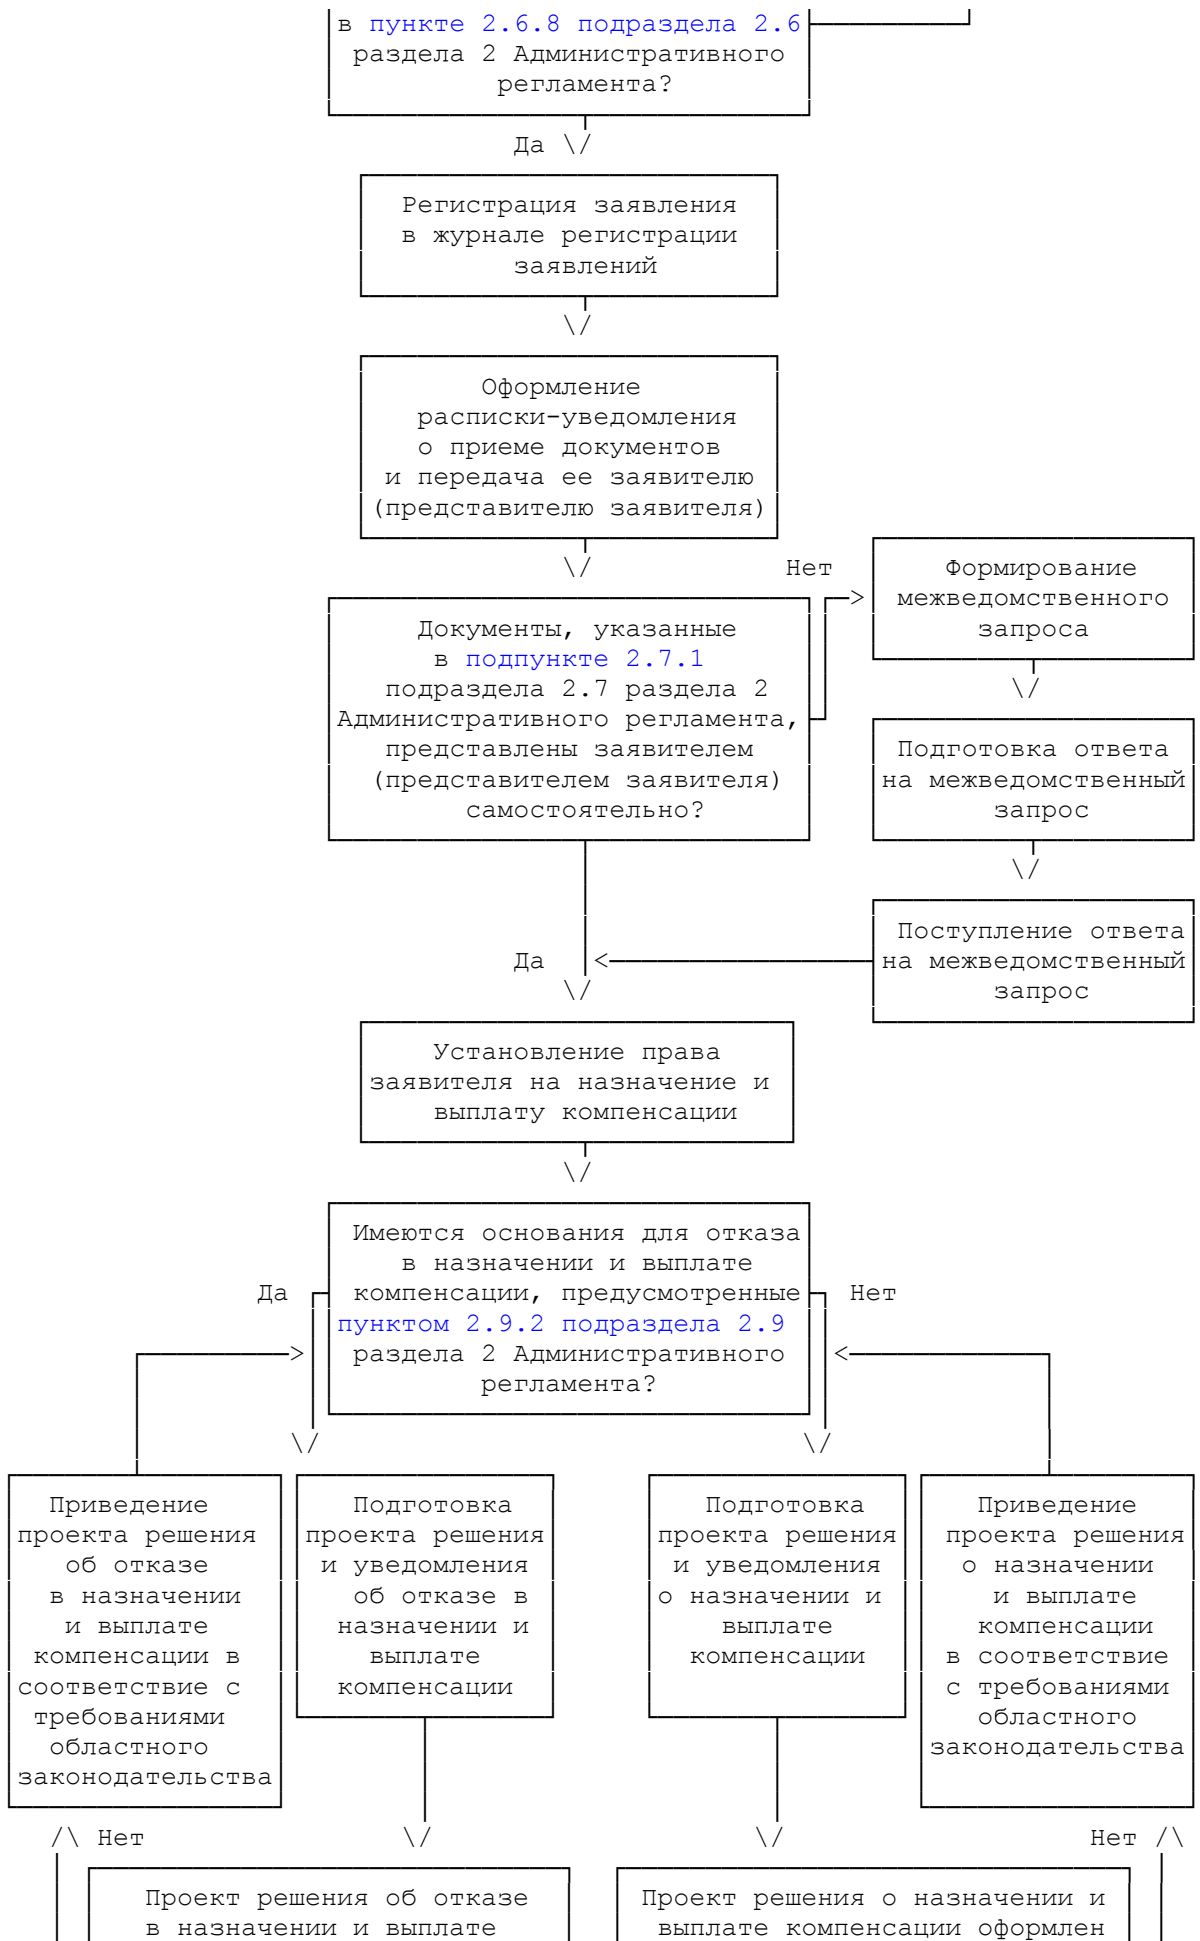 в пункте 2.6.8 подраздела 2.6
раздела 2 Административного
регламента?
Да \/
Регистрация заявления
в журнале регистрации
заявлений
\/
Оформление
расписки-уведомления
о приеме документов
и передача ее заявителю
(представителю заявителя)
\/
Нет
Документы, указанные
в подпункте 2.7.1
подраздела 2.7 раздела 2
Административного регламента,
представлены заявителем
(представителем заявителя)
самостоятельно?
>
Формирование
межведомственного
запроса
\/
Подготовка ответа
на межведомственный
запрос
\/
Поступление ответа
на межведомственный
запрос
Да <
\/
Установление права
заявителя на назначение и
выплату компенсации
\/
Имеются основания для отказа
в назначении и выплате
компенсации, предусмотренные
пунктом 2.9.2 подраздела 2.9
раздела 2 Административного
регламента?
Да
Нет
>
<
\/
\/
Приведение
проекта решения
об отказе
в назначении
и выплате
компенсации в
соответствие с
требованиями
областного
законодательства
Подготовка
проекта решения
и уведомления
об отказе в
назначении и
выплате
компенсации
Подготовка
проекта решения
и уведомления
о назначении и
выплате
компенсации
Приведение
проекта решения
о назначении
и выплате
компенсации
в соответствие
с требованиями
областного
законодательства
/\ Нет
\/
\/
Нет /\
Проект решения об отказе
в назначении и выплате
Проект решения о назначении и
выплате компенсации оформлен